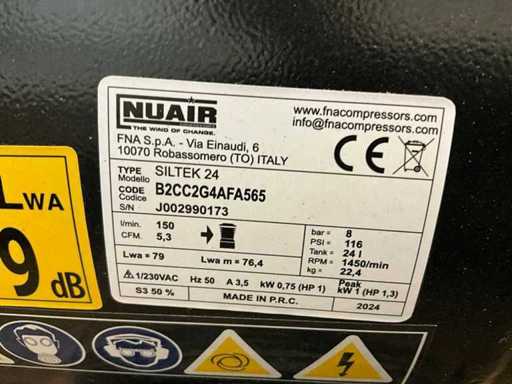 NUAIR
THE WIND OF CHANGE.
www.fnacompressors.com
info@fnacompressors.com
FNA S.p.A. - Via Einaudi, 6
10070 Robassomero (TO) ITALY
CE
TYPE
Modello SILTEK 24
CODE
Codice B2CC2G4AFA565
S/N J002990173
l/min. 150
CFM. 5,3
bar = 8
PSI = 116
Tank = 24 l
RPM = 1450/min
kg = 22,4
Lwa = 79 Lwa m = 76,4
1/230VAC Hz 50 A 3,5 kW 0,75 (HP 1) Peak kW 1 (HP 1,3)
S3 50 % MADE IN P.R.C. 2024
LWA
9 dB